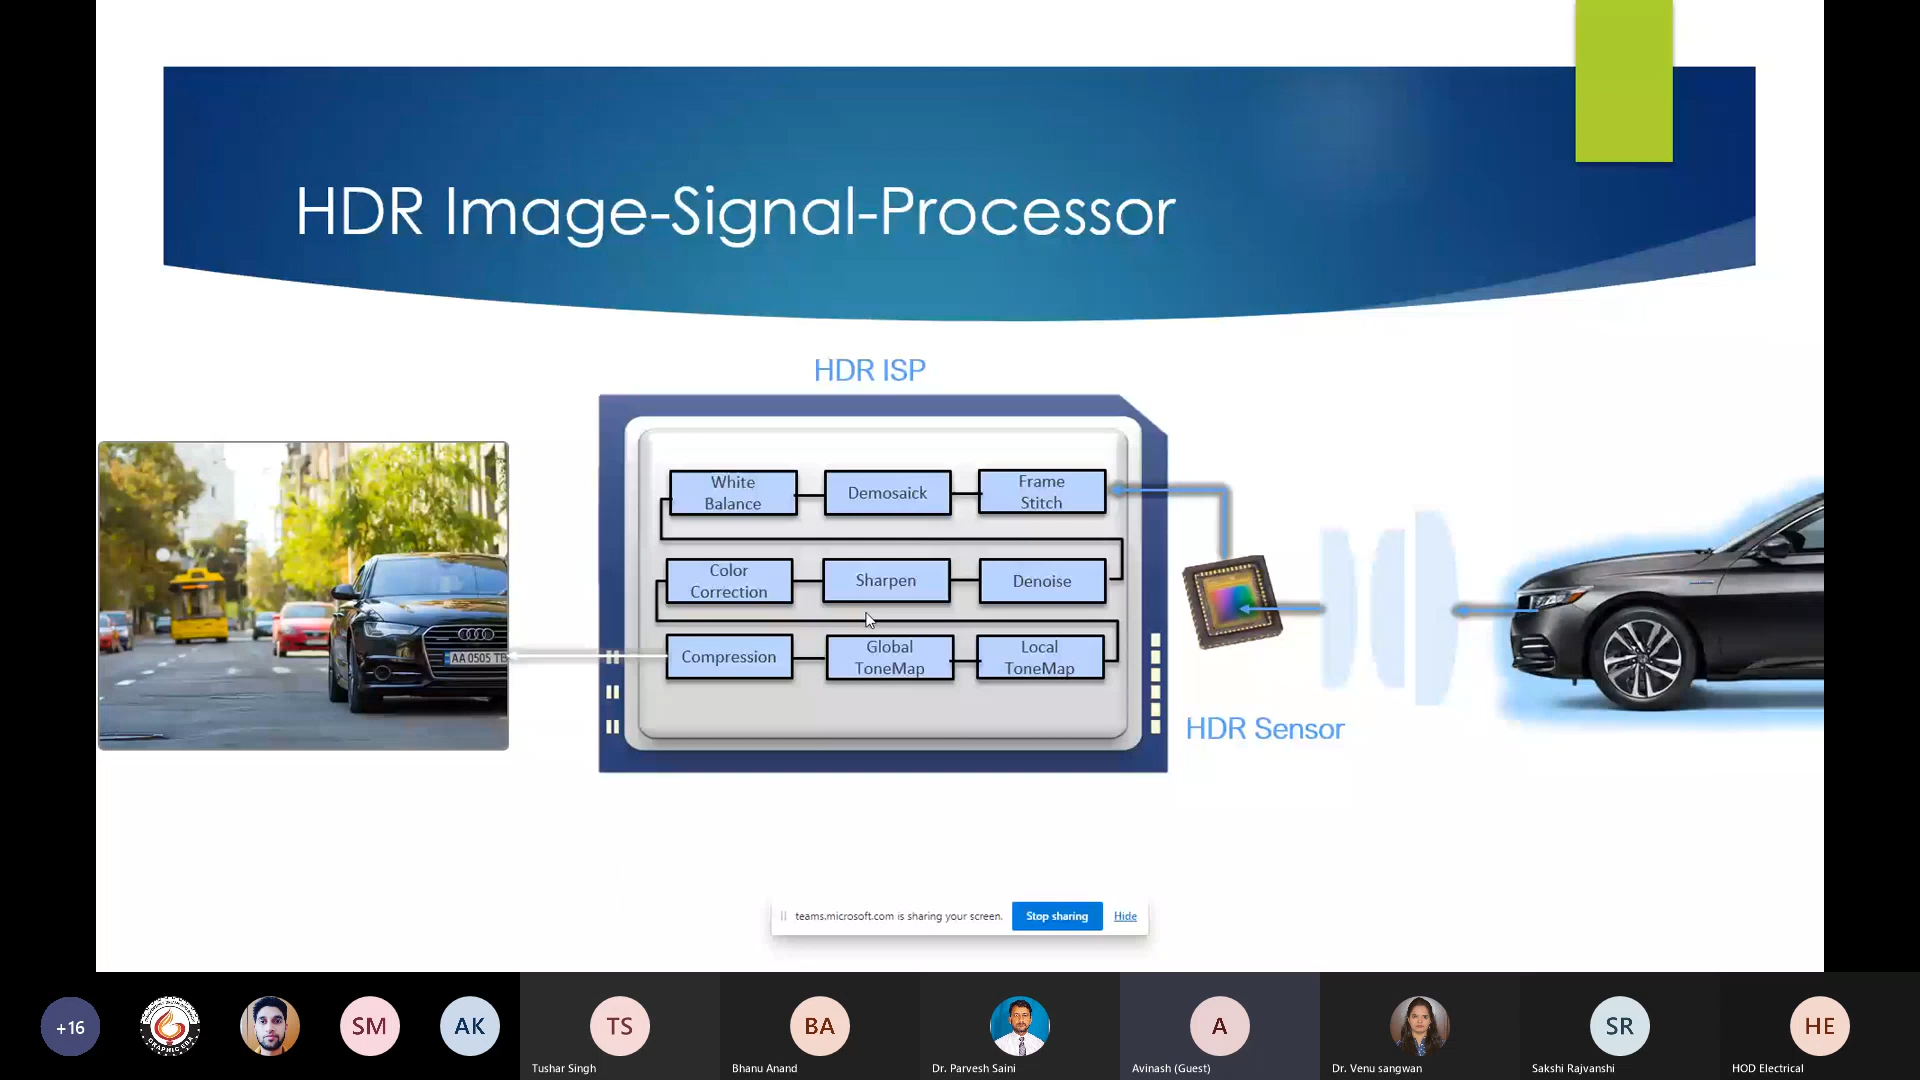 HDR Image-Signal-Processor
HDR ISP
White
Balance
Demosaick
Frame
Stitch
Color
Correction
Sharpen
Denoise
Compression
Global
ToneMap
Local
ToneMap
AA 0505 TB
HDR Sensor
teams.microsoft.com is sharing your screen.
Stop sharing
Hide
+16
GRAPHIC ERA
SM
AK
TS
BA
A
SR
HE
Tushar Singh
Bhanu Anand
Dr. Parvesh Saini
Avinash (Guest)
Dr. Venu sangwan
Sakshi Rajvanshi
HOD Electrical